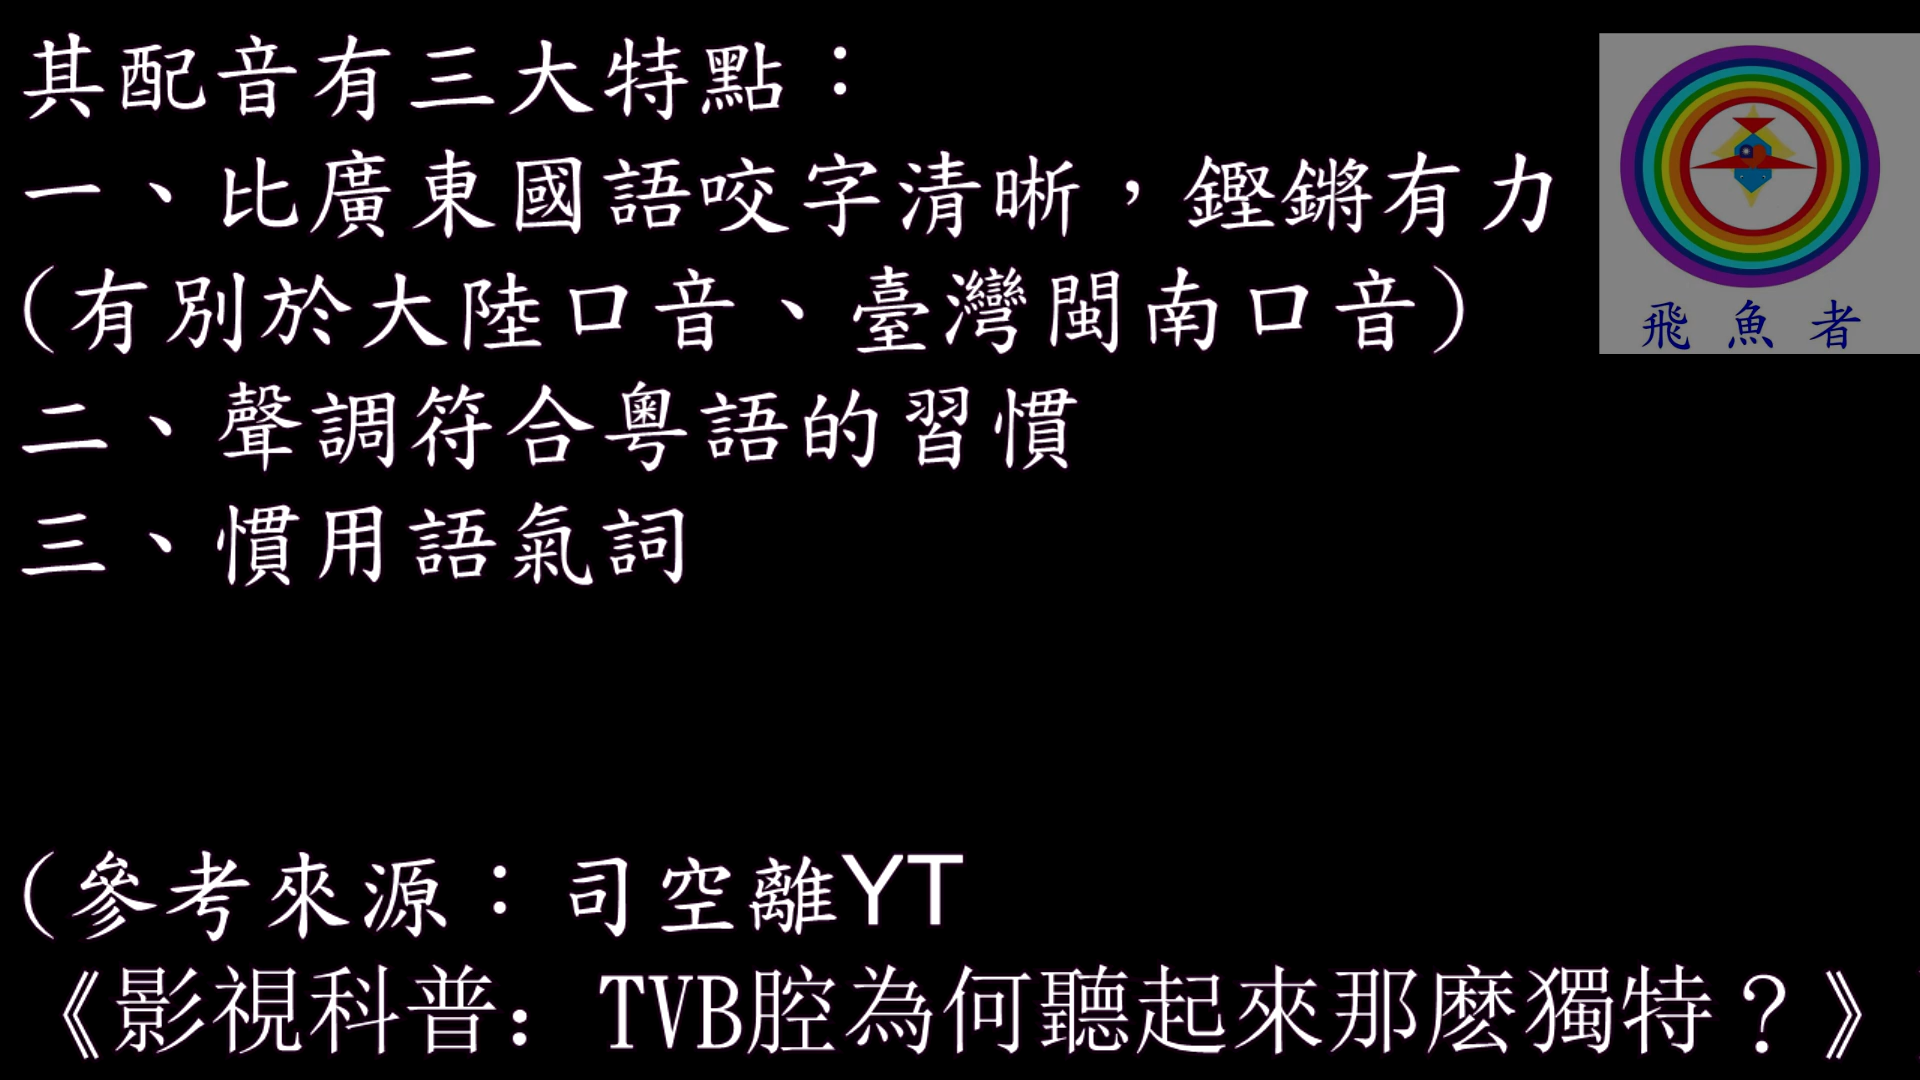 其配音有三大特點：
一、比廣東國語咬字清晰，鏗鏘有力
(有別於大陸口音、臺灣閩南口音)
二、聲調符合粵語的習慣
三、慣用語氣詞
飛魚者
(參考來源：司空離YT
《影視科普：TVB腔為何聽起來那麽獨特？》